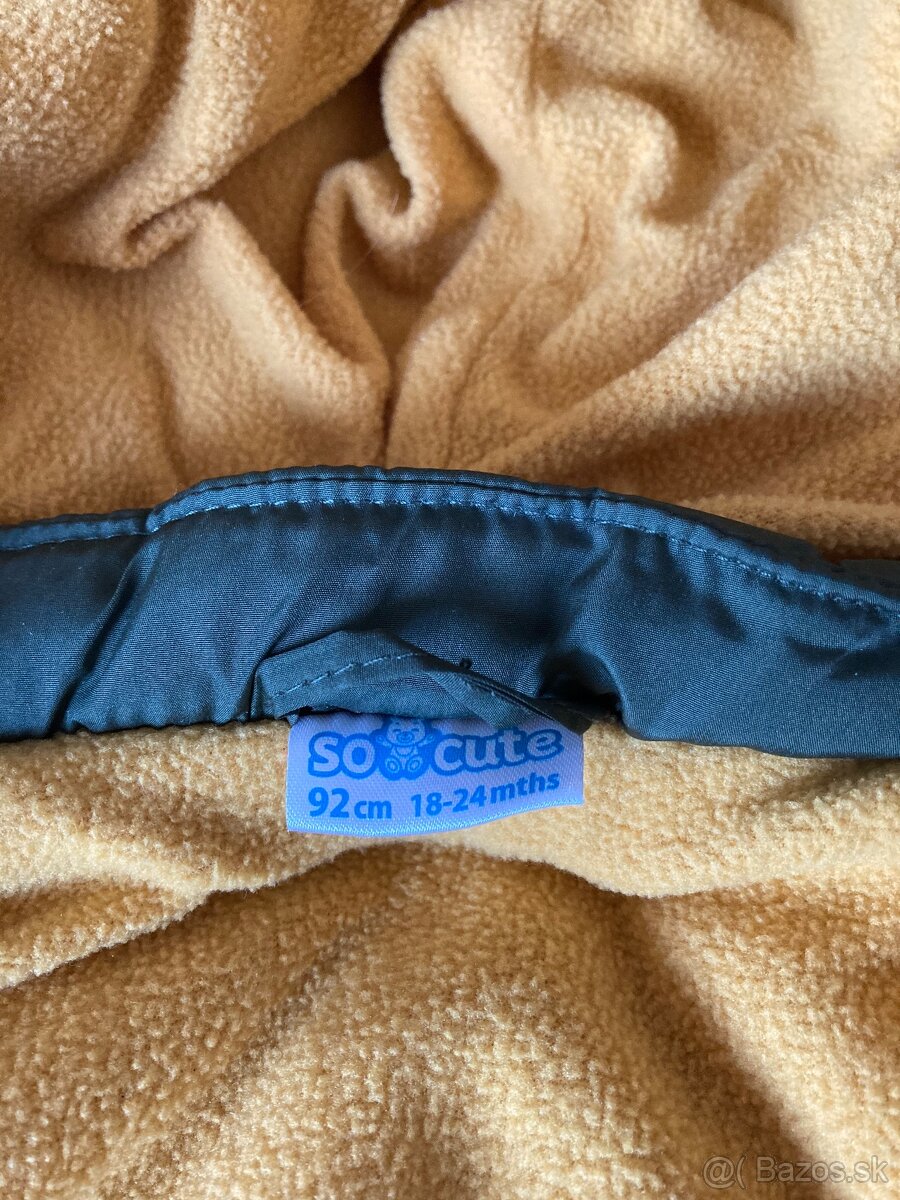 SO cute
92cm 18-24mths
@( Bazos.sk